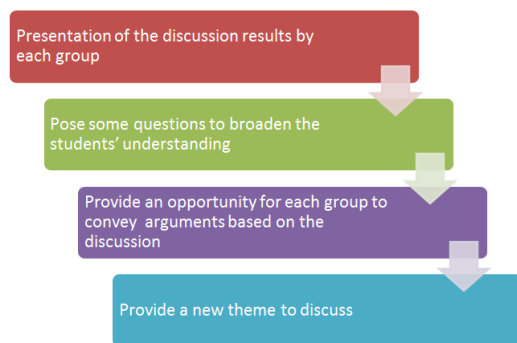 Presentation of the discussion results by
each group
Pose some questions to broaden the
students’ understanding
Provide an opportunity for each group to
convey arguments based on the
discussion
Provide a new theme to discuss